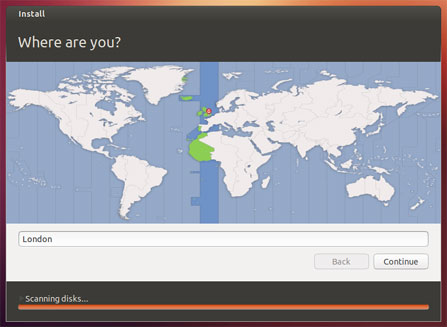 Install
Where are you?
London
Back
Continue
Scanning disks...